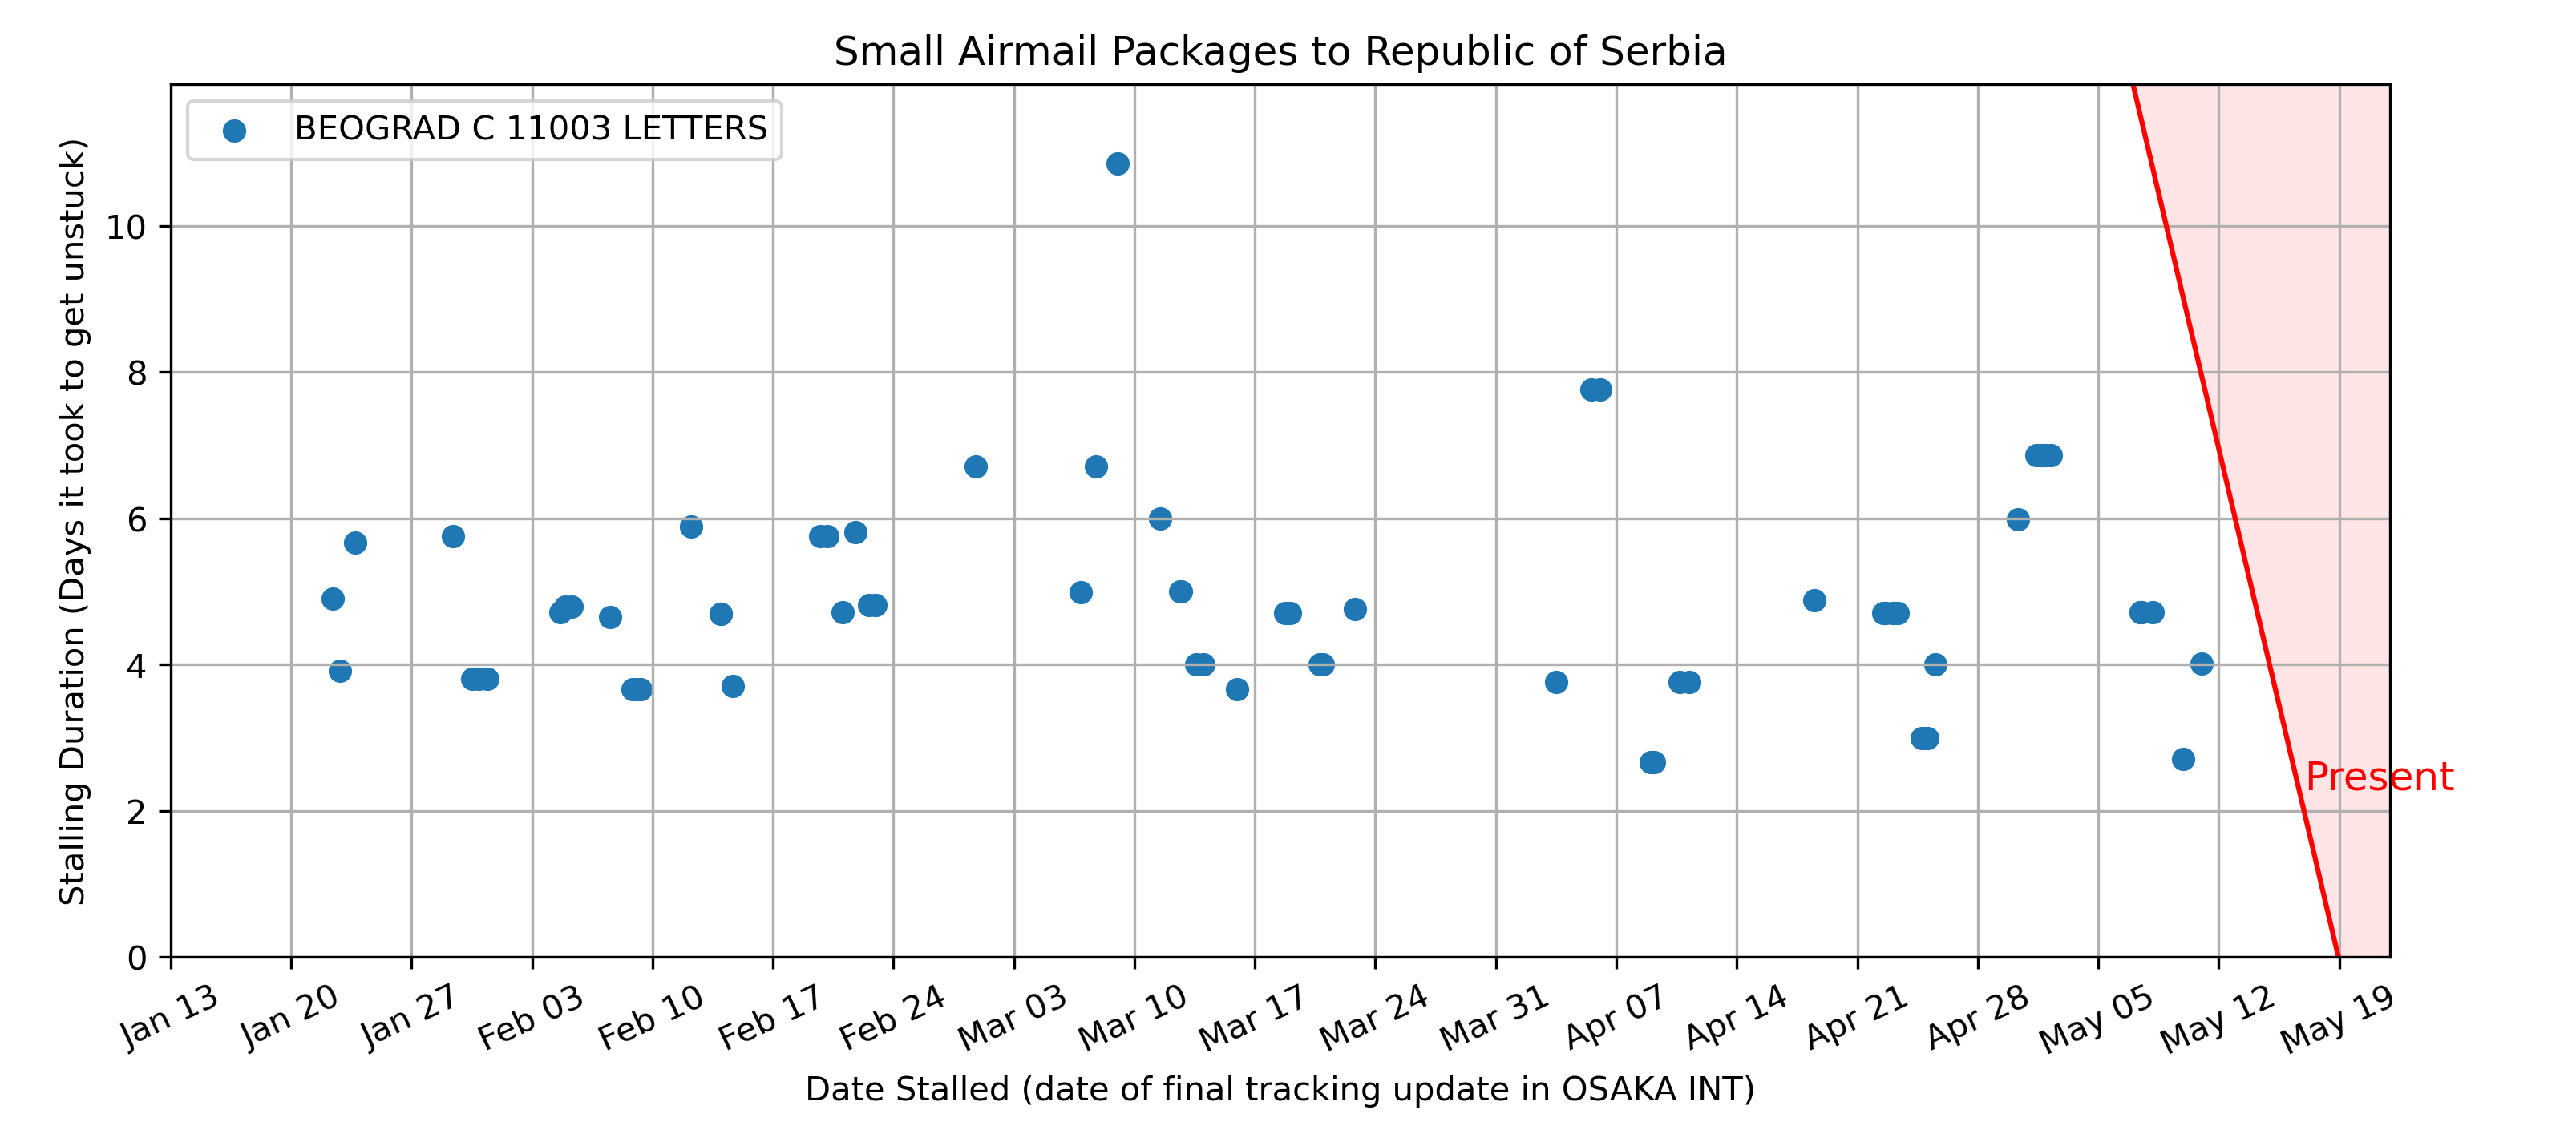 Small Airmail Packages to Republic of Serbia
BEOGRAD C 11003 LETTERS
Stalling Duration (Days it took to get unstuck)
10
8
6
4
2
0
Present
Jan 13
Jan 20
Jan 27
Feb 03
Feb 10
Feb 17
Feb 24
Mar 03
Mar 10
Mar 17
Mar 24
Mar 31
Apr 07
Apr 14
Apr 21
Apr 28
May 05
May 12
May 19
Date Stalled (date of final tracking update in OSAKA INT)